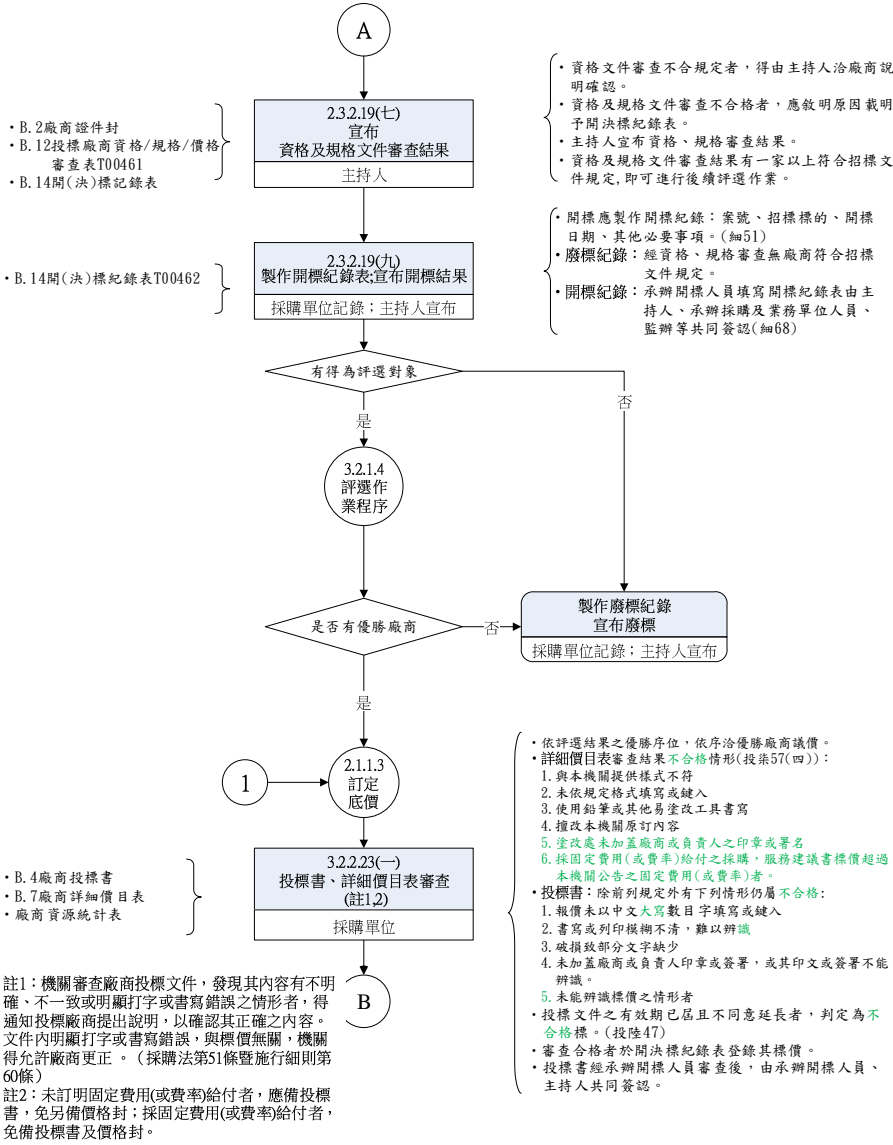 A
・B.2廠商證件封
・B.12投標廠商資格/規格/價格
審查表T00461
・B.14開(決)標記錄表
2.3.2.19(七)
宣布
資格及規格文件審查結果
主持人
・資格文件審查不合規定者，得由主持人洽廠商說
明確認。
・資格及規格文件審查不合格者，應敘明原因載明
予開決標紀錄表。
・主持人宣布資格、規格審查結果。
・資格及規格文件審查結果有一家以上符合招標文
件規定,即可進行後續評選作業。
・B.14開(決)標紀錄表T00462
2.3.2.19(九)
製作開標紀錄表;宣布開標結果
採購單位記錄；主持人宣布
・開標應製作開標紀錄：案號、招標標的、開標
日期、其他必要事項。(細51)
・廢標紀錄：經資格、規格審查無廠商符合招標
文件規定。
・開標紀錄：承辦開標人員填寫開標紀錄表由主
持人、承辦採購及業務單位人員、
監辦等共同簽認(細68)
有得為評選對象
是
否
3.2.1.4
評選作
業程序
是否有優勝廠商
否
製作廢標紀錄
宣布廢標
採購單位記錄；主持人宣布
是
1
2.1.1.3
訂定
底價
・B.4廠商投標書
・B.7廠商詳細價目表
・廠商資源統計表
3.2.2.23(一)
投標書、詳細價目表審查
(註1,2)
採購單位
B
・依評選結果之優勝序位，依序洽優勝廠商議價。
・詳細價目表審查結果不合格情形(投柒57(四))：
1.與本機關提供樣式不符
2.未依規定格式填寫或鍵入
3.使用鉛筆或其他易塗改工具書寫
4.擅改本機關原訂內容
5.塗改處未加蓋廠商或負責人之印章或署名
6.採固定費用(或費率)給付之採購，服務建議書標價超過
本機關公告之固定費用(或費率)者。
・投標書：除前列規定外有下列情形仍屬不合格:
1.報價未以中文大寫數目字填寫或鍵入
2.書寫或列印模糊不清，難以辨識
3.破損致部分文字缺少
4.未加蓋廠商或負責人印章或簽署，或其印文或簽署不能
辨識。
5.未能辨識標價之情形者
・投標文件之有效期已屆且不同意延長者，判定為不
合格標。(投陸47)
・審查合格者於開決標紀錄表登錄其標價。
・投標書經承辦開標人員審查後，由承辦開標人員、
主持人共同簽認。
註1：機關審查廠商投標文件，發現其內容有不明
確、不一致或明顯打字或書寫錯誤之情形者，得
通知投標廠商提出說明，以確認其正確之內容。
文件內明顯打字或書寫錯誤，與標價無關，機關
得允許廠商更正 。（採購法第51條暨施行細則第
60條）
註2：未訂明固定費用(或費率)給付者，應備投標
書，免另備價格封；採固定費用(或費率)給付者，
免備投標書及價格封。